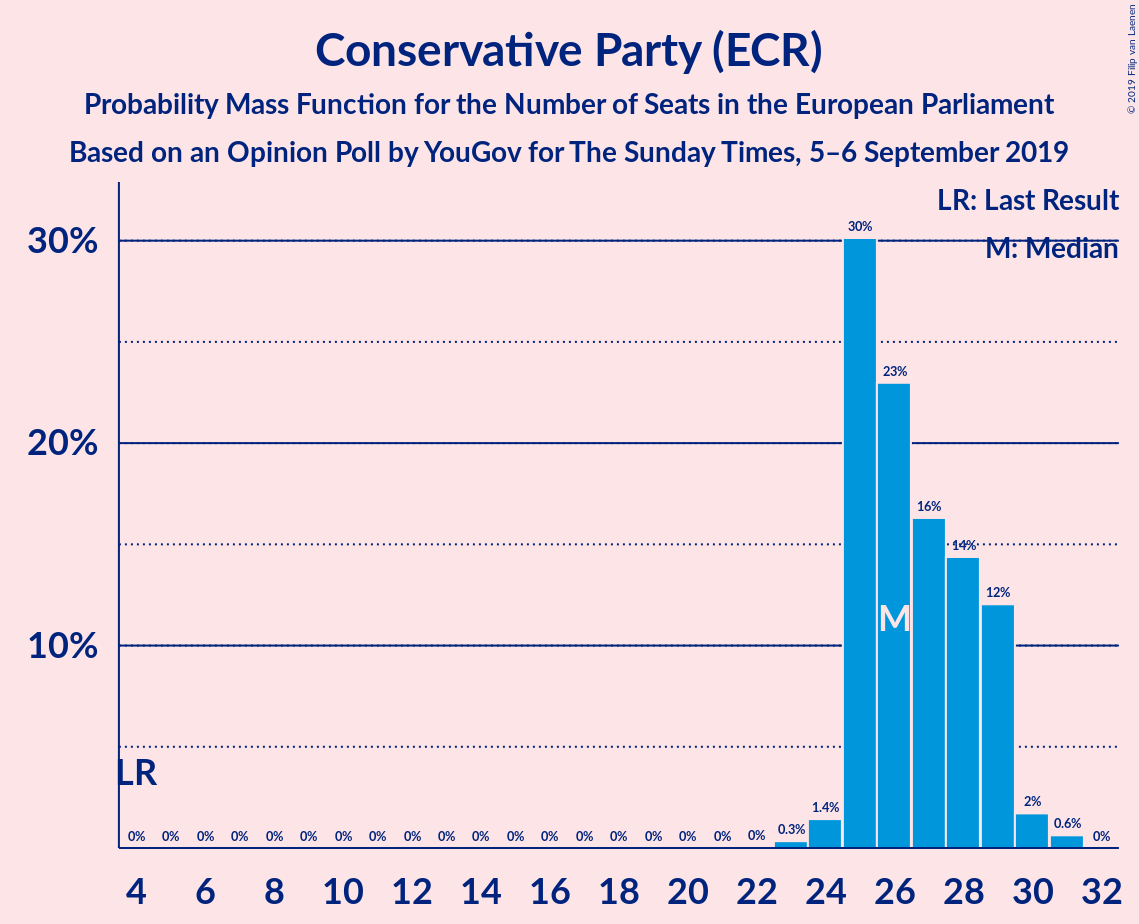 Conservative Party (ECR)
Probability Mass Function for the Number of Seats in the European Parliament
Based on an Opinion Poll by YouGov for The Sunday Times, 5–6 September 2019
© 2019 Filip van Laenen
LR: Last Result
M: Median
30%
20%
10%
30%
23%
16%
14%
12%
M
LR
0% 0% 0% 0% 0% 0% 0% 0% 0% 0% 0% 0% 0% 0% 0% 0% 0% 0% 0% 0.3% 1.4% 2% 0.6% 0%
4 6 8 10 12 14 16 18 20 22 24 26 28 30 32